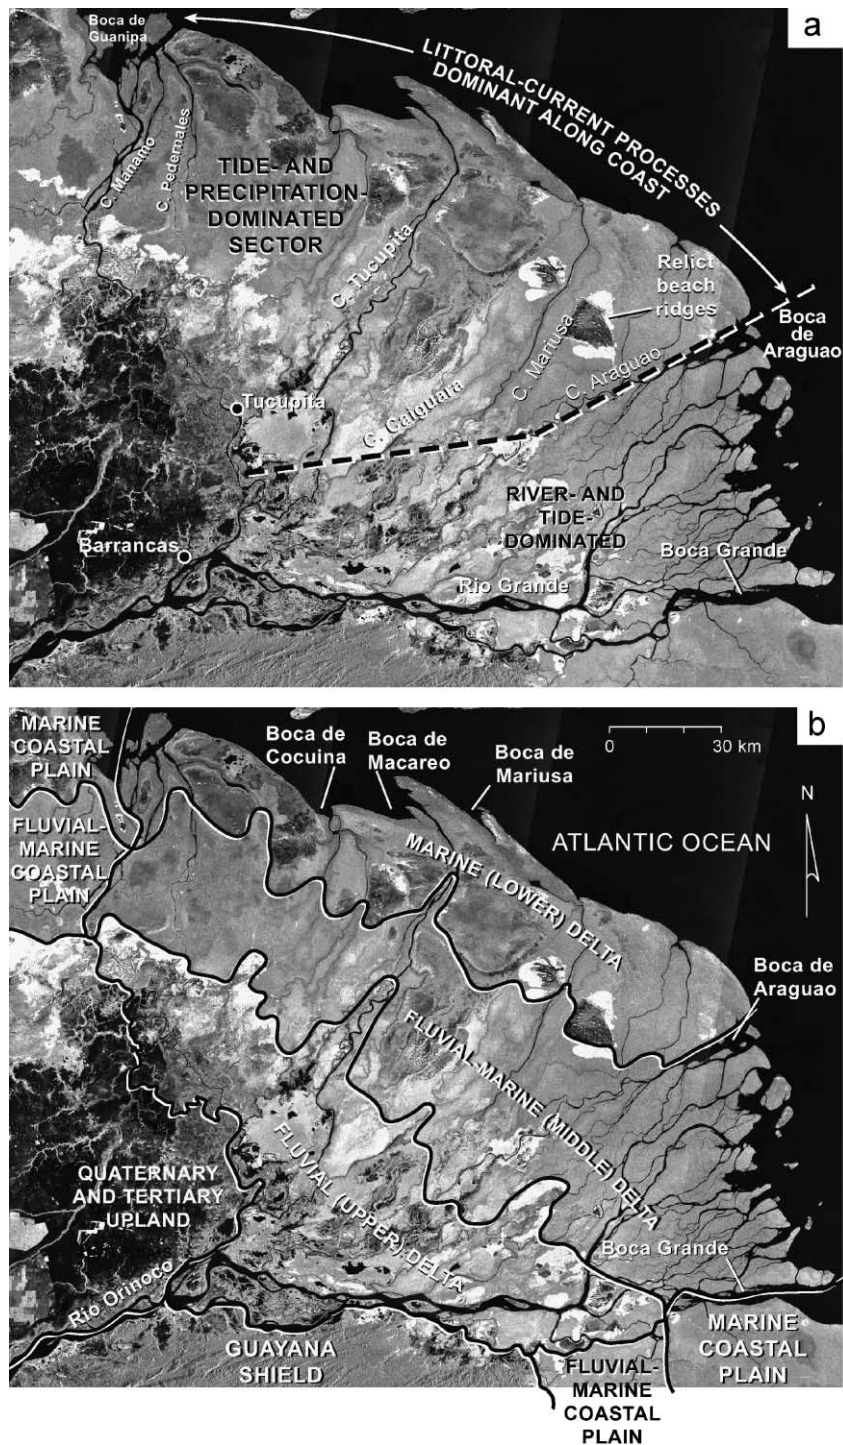 a
Boca de
Guanipa
LITTORAL-CURRENT PROCESSES
DOMINANT ALONG COAST
C. Manamo
C. Pedernales
TIDE- AND
PRECIPITATION-
DOMINATED
SECTOR
C. Tucupita
Relict
beach
ridges
Boca
de
Araguao
C. Mariusa
C. Araguao
Tucupita
C. Caiguara
RIVER- AND
TIDE-
DOMINATED
Barrancas
Boca Grande
Rio Grande
b
MARINE
COASTAL
PLAIN
Boca de
Cocuina
Boca de
Macareo
Boca de
Mariusa
0 30 km
N
FLUVIAL-
MARINE
COASTAL
PLAIN
ATLANTIC OCEAN
MARINE (LOWER) DELTA
Boca de
Araguao
FLUVIAL-MARINE (MIDDLE) DELTA
FLUVIAL (UPPER) DELTA
QUATERNARY
AND TERTIARY
UPLAND
Boca Grande
Rio Orinoco
GUAYANA
SHIELD
MARINE
COASTAL
PLAIN
FLUVIAL-
MARINE
COASTAL
PLAIN